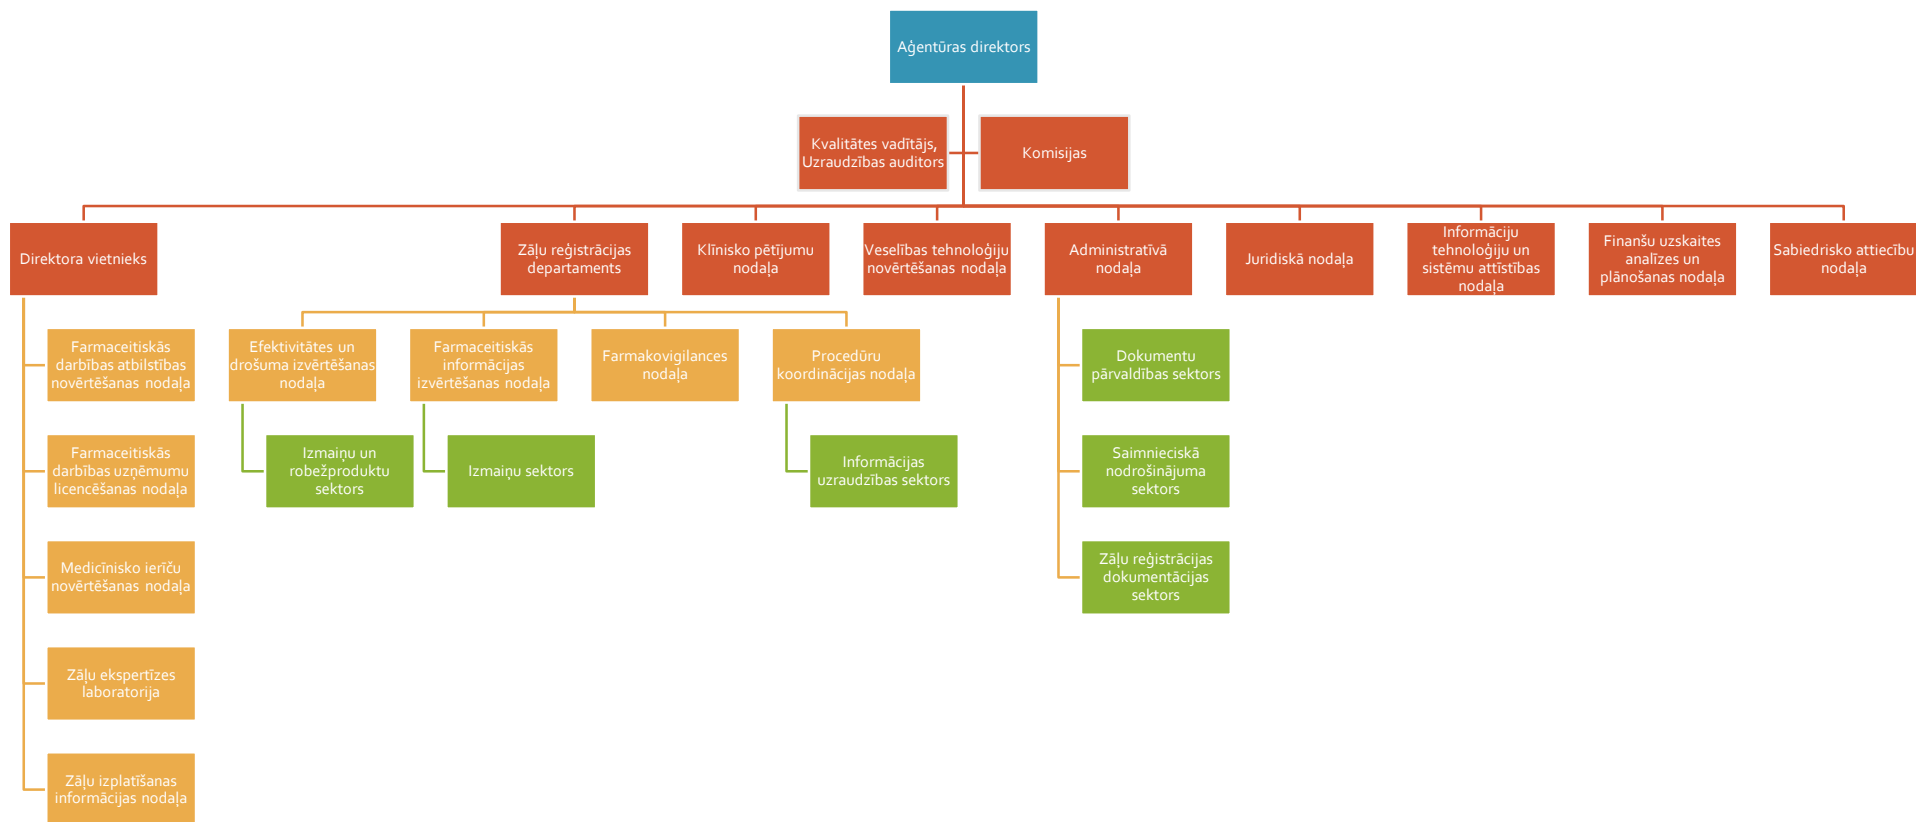 Aģentūras direktors
Kvalitātes vadītājs,
Uzraudzības auditors
Komisijas
Direktora vietnieks
Zāļu reģistrācijas
departaments
Klīnisko pētījumu
nodaļa
Veselības tehnoloģiju
novērtēšanas nodaļa
Administratīvā
nodaļa
Juridiskā nodaļa
Informāciju
tehnoloģiju un
sistēmu attīstības
nodaļa
Finanšu uzskaites
analīzes un
plānošanas nodaļa
Sabiedrisko attiecību
nodaļa
Farmaceitiskās
darbības atbilstības
novērtēšanas nodaļa
Efektivitātes un
drošuma izvērtēšanas
nodaļa
Farmaceitiskās
informācijas
izvērtēšanas nodaļa
Farmakovigilances
nodaļa
Procedūru
koordinācijas nodaļa
Dokumentu
pārvaldības sektors
Farmaceitiskās
darbības uzņēmumu
licencēšanas nodaļa
Izmaiņu un
robežproduktu
sektors
Izmaiņu sektors
Informācijas
uzraudzības sektors
Saimnieciskā
nodrošinājuma
sektors
Medicīnisko ierīču
novērtēšanas nodaļa
Zāļu reģistrācijas
dokumentācijas
sektors
Zāļu ekspertīzes
laboratorija
Zāļu izplatīšanas
informācijas nodaļa